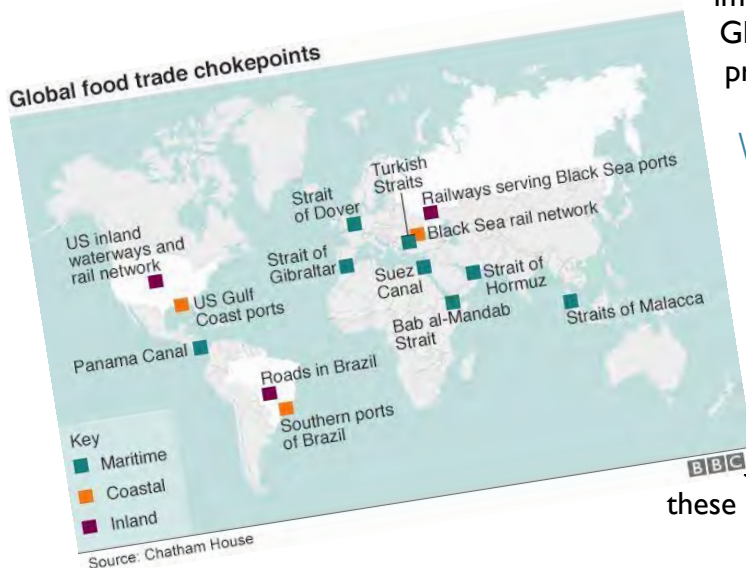 Global food trade chokepoints
US inland
waterways and
rail network
US Gulf
Coast ports
Panama Canal
Strait
of Dover
Strait of
Gibraltar
Turkish
Straits
Railways serving Black Sea ports
Black Sea rail network
Suez
Canal
Strait of
Hormuz
Bab al-Mandab
Strait
Straits of Malacca
Roads in Brazil
Southern ports
of Brazil
Key
Maritime
Coastal
Inland
BBC
Source: Chatham House
these